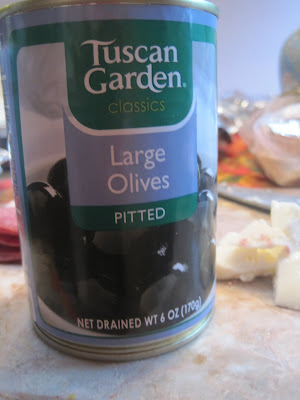 Tuscan
Garden®
classics
Large
Olives
PITTED
NET DRAINED WT 6 OZ (170g)